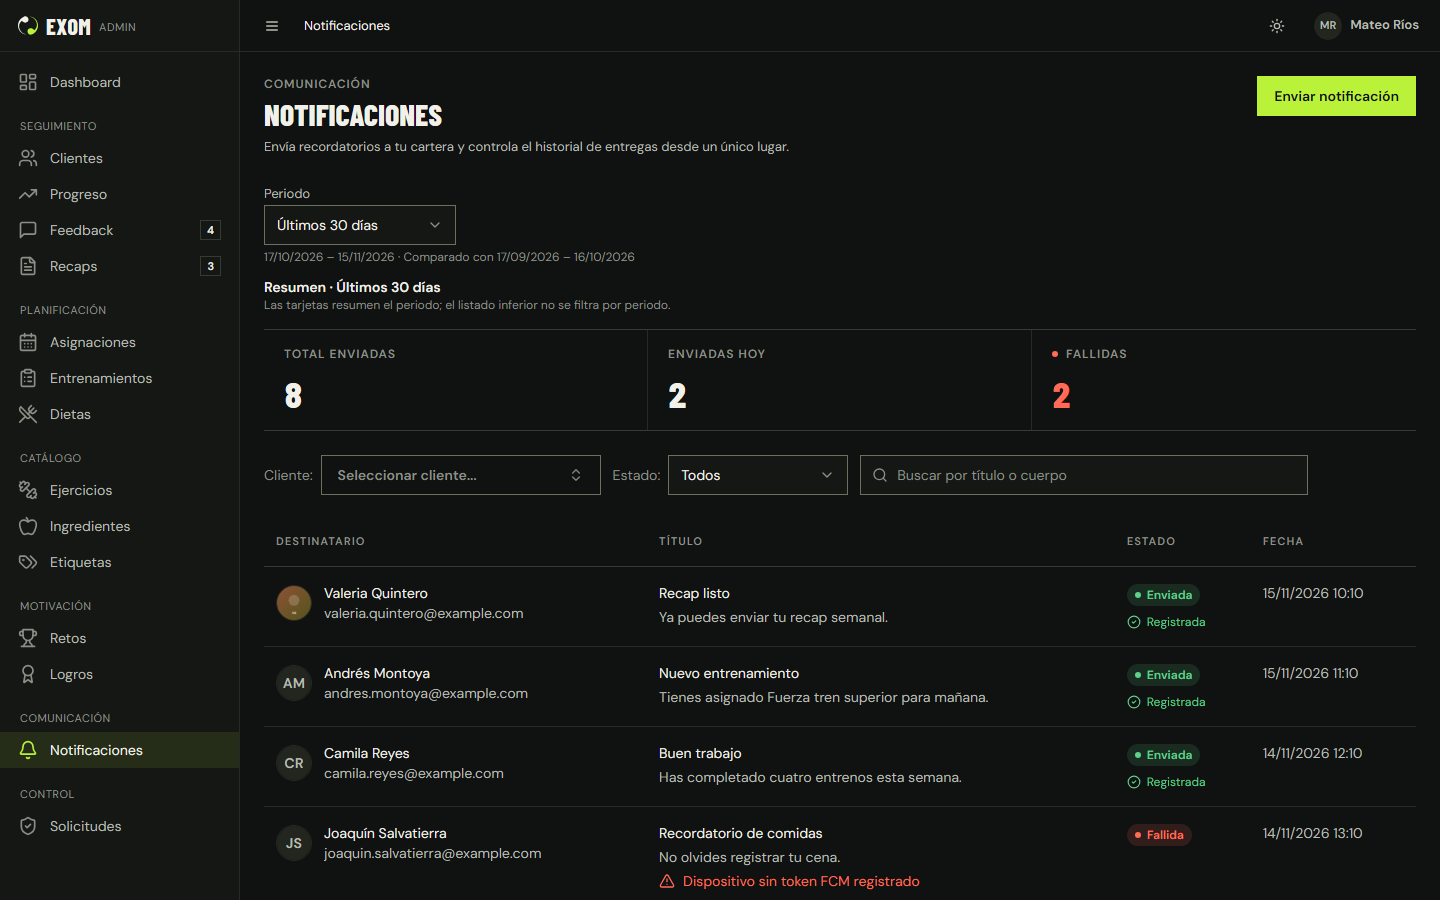 EXOM ADMIN
Notificaciones
MR Mateo Ríos
Dashboard
SEGUIMIENTO
Clientes
Progreso
Feedback 4
Recaps 3
PLANIFICACIÓN
Asignaciones
Entrenamientos
Dietas
CATÁLOGO
Ejercicios
Ingredientes
Etiquetas
MOTIVACIÓN
Retos
Logros
COMUNICACIÓN
Notificaciones
CONTROL
Solicitudes
COMUNICACIÓN
NOTIFICACIONES
Envía recordatorios a tu cartera y controla el historial de entregas desde un único lugar.
Enviar notificación
Periodo
Últimos 30 días
17/10/2026 – 15/11/2026 · Comparado con 17/09/2026 – 16/10/2026
Resumen · Últimos 30 días
Las tarjetas resumen el periodo; el listado inferior no se filtra por periodo.
TOTAL ENVIADAS
8
ENVIADAS HOY
2
FALLIDAS
2
Cliente: Seleccionar cliente... Estado: Todos Buscar por título o cuerpo
DESTINATARIO TÍTULO ESTADO FECHA
Valeria Quintero
valeria.quintero@example.com
Recap listo
Ya puedes enviar tu recap semanal.
Enviada
Registrada
15/11/2026 10:10
AM
Andrés Montoya
andres.montoya@example.com
Nuevo entrenamiento
Tienes asignado Fuerza tren superior para mañana.
Enviada
Registrada
15/11/2026 11:10
CR
Camila Reyes
camila.reyes@example.com
Buen trabajo
Has completado cuatro entrenos esta semana.
Enviada
Registrada
14/11/2026 12:10
JS
Joaquín Salvatierra
joaquin.salvatierra@example.com
Recordatorio de comidas
No olvides registrar tu cena.
Dispositivo sin token FCM registrado
Fallida
14/11/2026 13:10